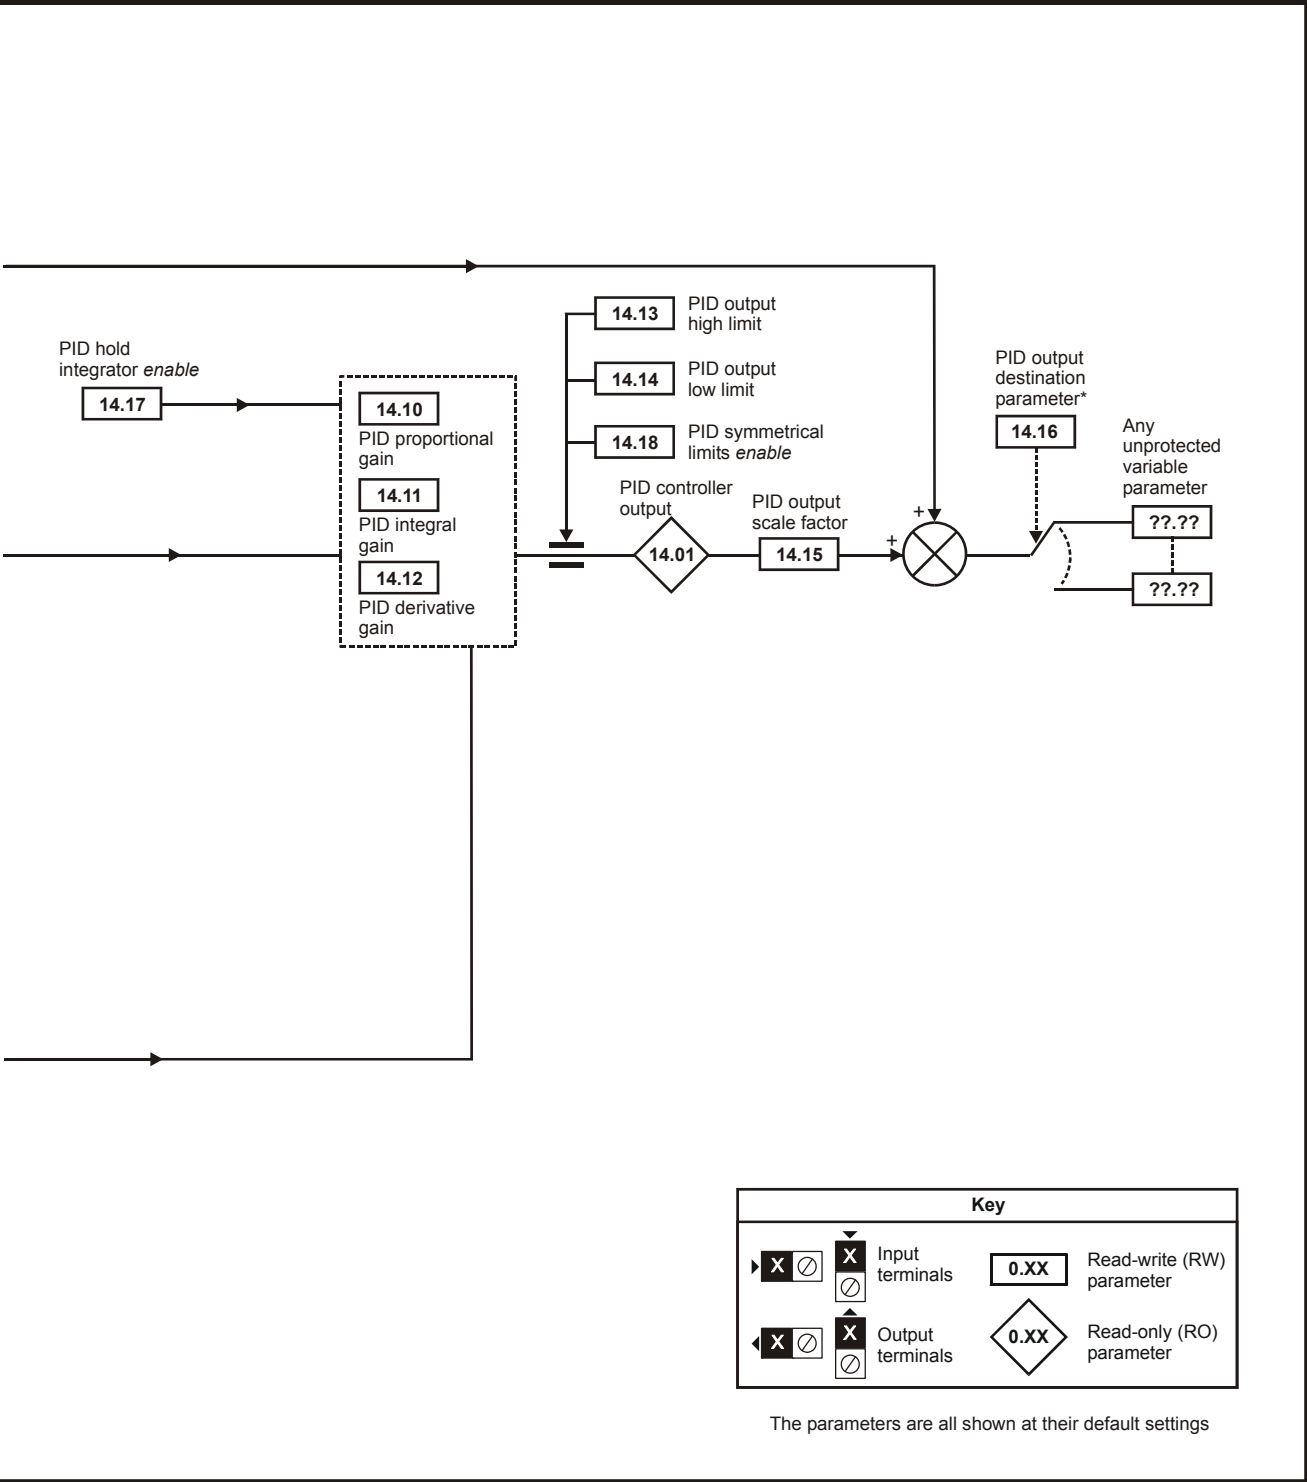 PID hold
integrator enable
14.17
14.10
PID proportional
gain
14.11
PID integral
gain
14.12
PID derivative
gain
14.13
PID output
high limit
14.14
PID output
low limit
14.18
PID symmetrical
limits enable
PID controller
output
14.01
PID output
scale factor
14.15
+
+
PID output
destination
parameter*
14.16
Any
unprotected
variable
parameter
??.??
??.??
Key
X
X
Input
terminals
0.XX
Read-write (RW)
parameter
X
X
Output
terminals
0.XX
Read-only (RO)
parameter
The parameters are all shown at their default settings